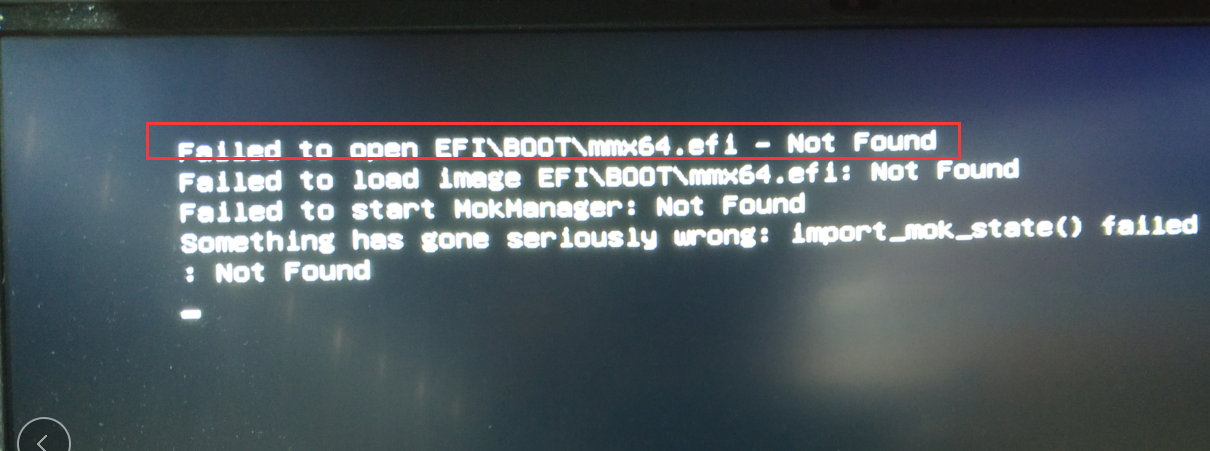 Failed to open EFI\BOOT\mmx64.efi - Not Found
Failed to load image EFI\BOOT\mmx64.efi: Not Found
Failed to start MokManager: Not Found
Something has gone seriously wrong: import_mok_state() failed
: Not Found